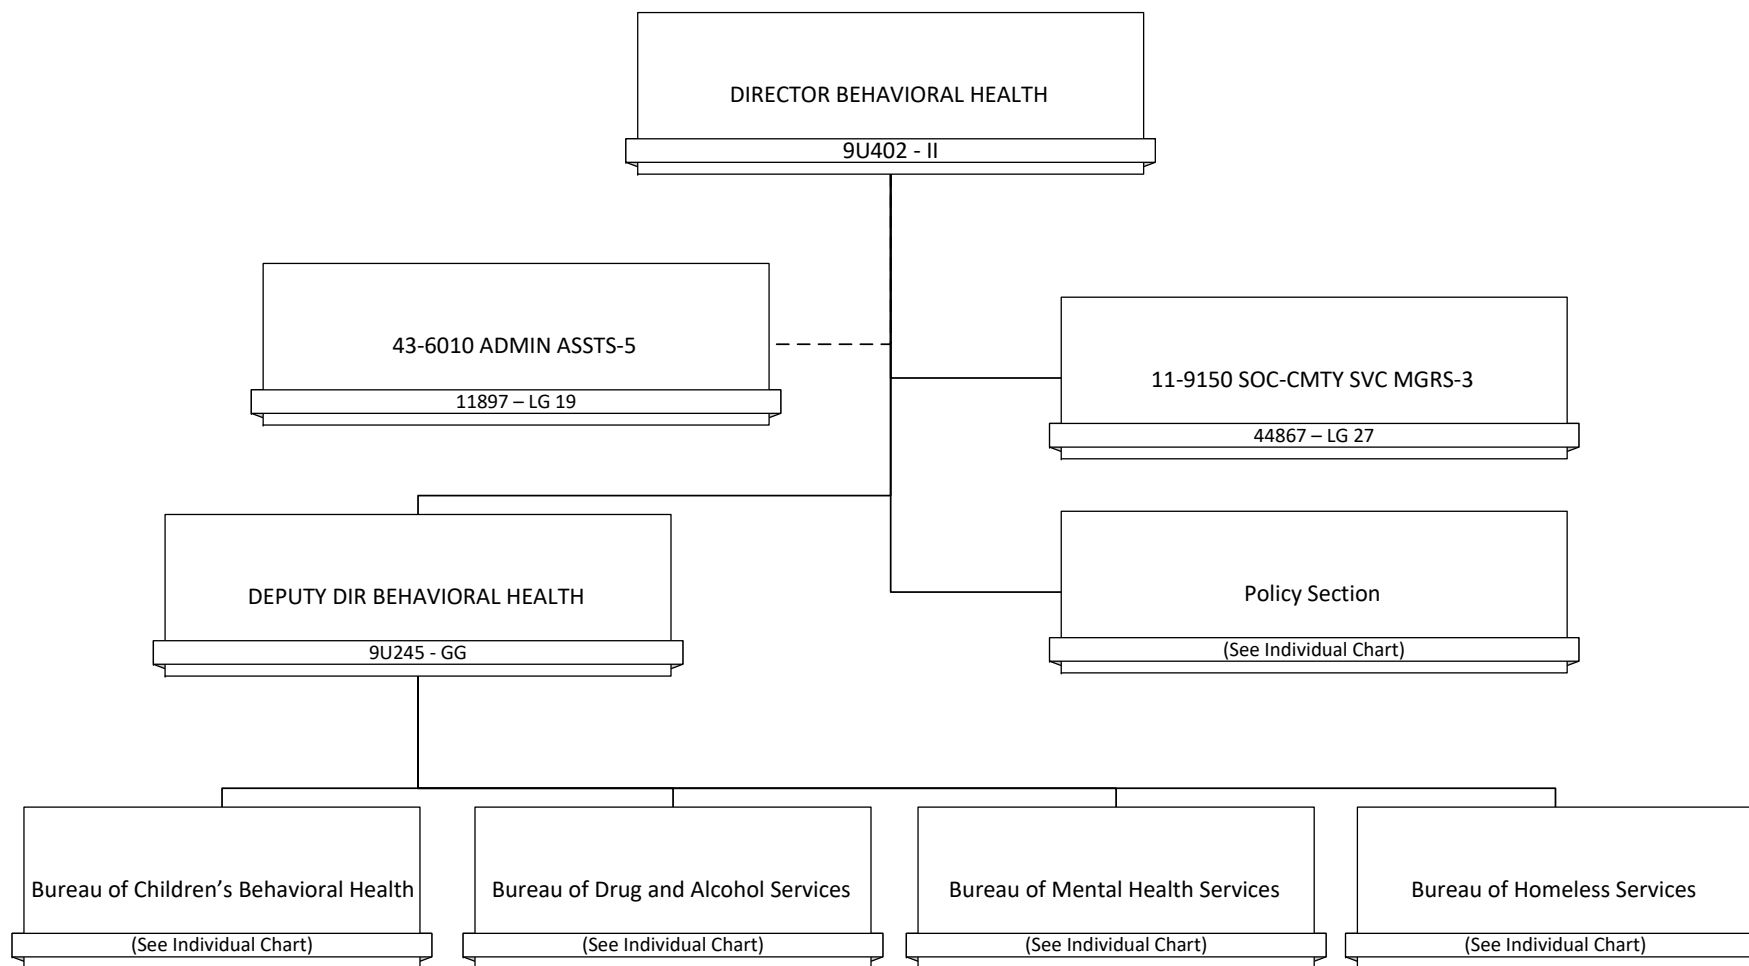 DIRECTOR BEHAVIORAL HEALTH
9U402 - II
43-6010 ADMIN ASSTS-5
11897 – LG 19
11-9150 SOC-CMTY SVC MGRS-3
44867 – LG 27
DEPUTY DIR BEHAVIORAL HEALTH
9U245 - GG
Policy Section
(See Individual Chart)
Bureau of Children’s Behavioral Health
(See Individual Chart)
Bureau of Drug and Alcohol Services
(See Individual Chart)
Bureau of Mental Health Services
(See Individual Chart)
Bureau of Homeless Services
(See Individual Chart)